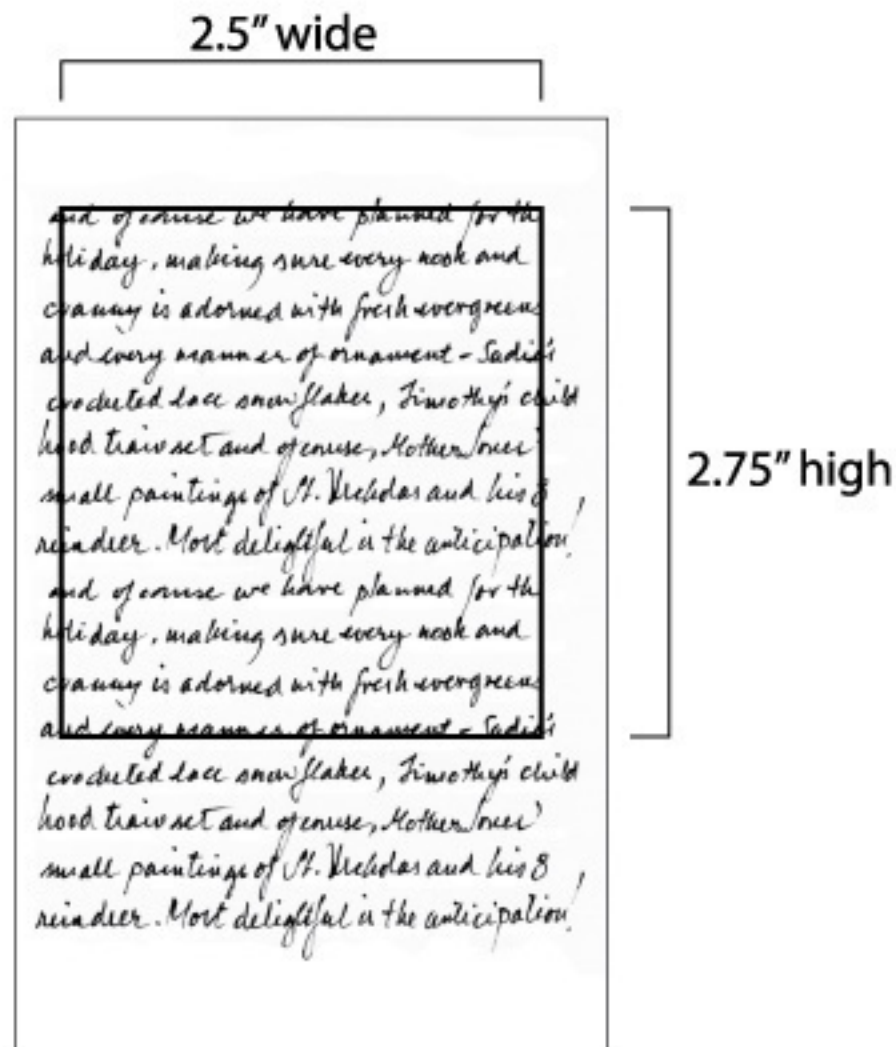 2.5" wide
and of course we have planned for th
holiday, making sure every nook and
cranny is adorned with fresh evergreens
and every manner of ornament - Sadie's
crocheted lace snowflakes, Timothy's child
hood train set and of course, Mother
small paintings of St. Nicholas and his 8
reindeer. Most delightful is the anticipation!
and of course we have planned for th
holiday, making sure every nook and
cranny is adorned with fresh evergreens
and every manner of ornament - Sadie's
crocheted lace snowflakes, Timothy's child
hood train set and of course, Mother
small paintings of St. Nicholas and his 8
reindeer. Most delightful is the anticipation!
2.75" high